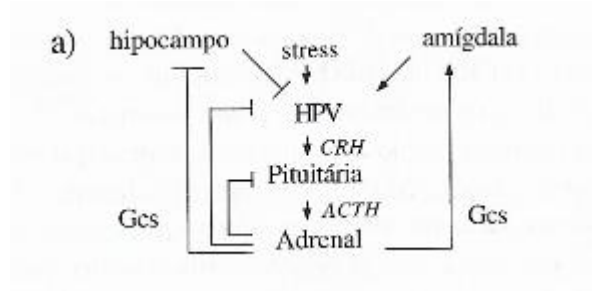 a) hipocampo stress amígdala
HPV
CRH
Pituitária
ACTH
Gcs Adrenal Gcs